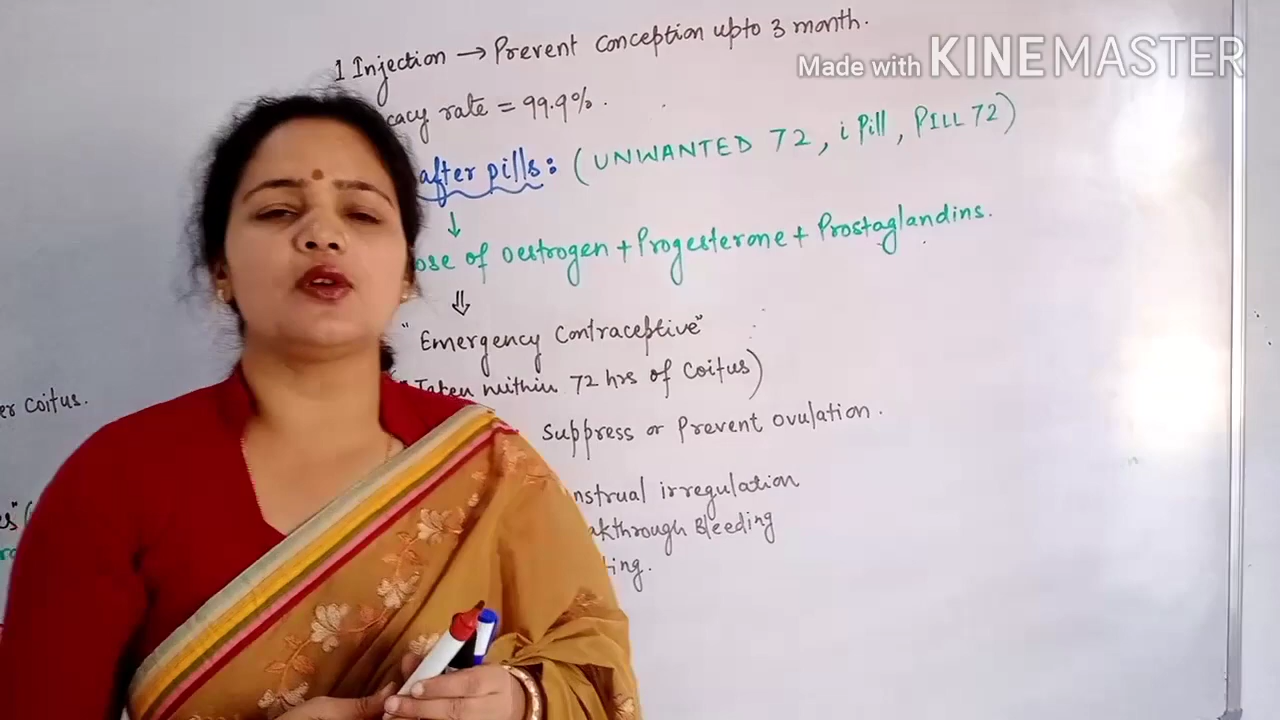 1 Injection → Prevent conception upto 3 month.
Made with KINEMASTER
cacy rate = 99.9%.
after pills: (UNWANTED 72, i Pill, PILL 72)
↓
ose of oestrogen + Progesterone + Prostaglandins.
⇓
"Emergency Contraceptive"
Taken within 72 hrs of Coitus)
er coitus.
Suppress or Prevent ovulation.
nstrual irregulation
akthrough Bleeding
ting.